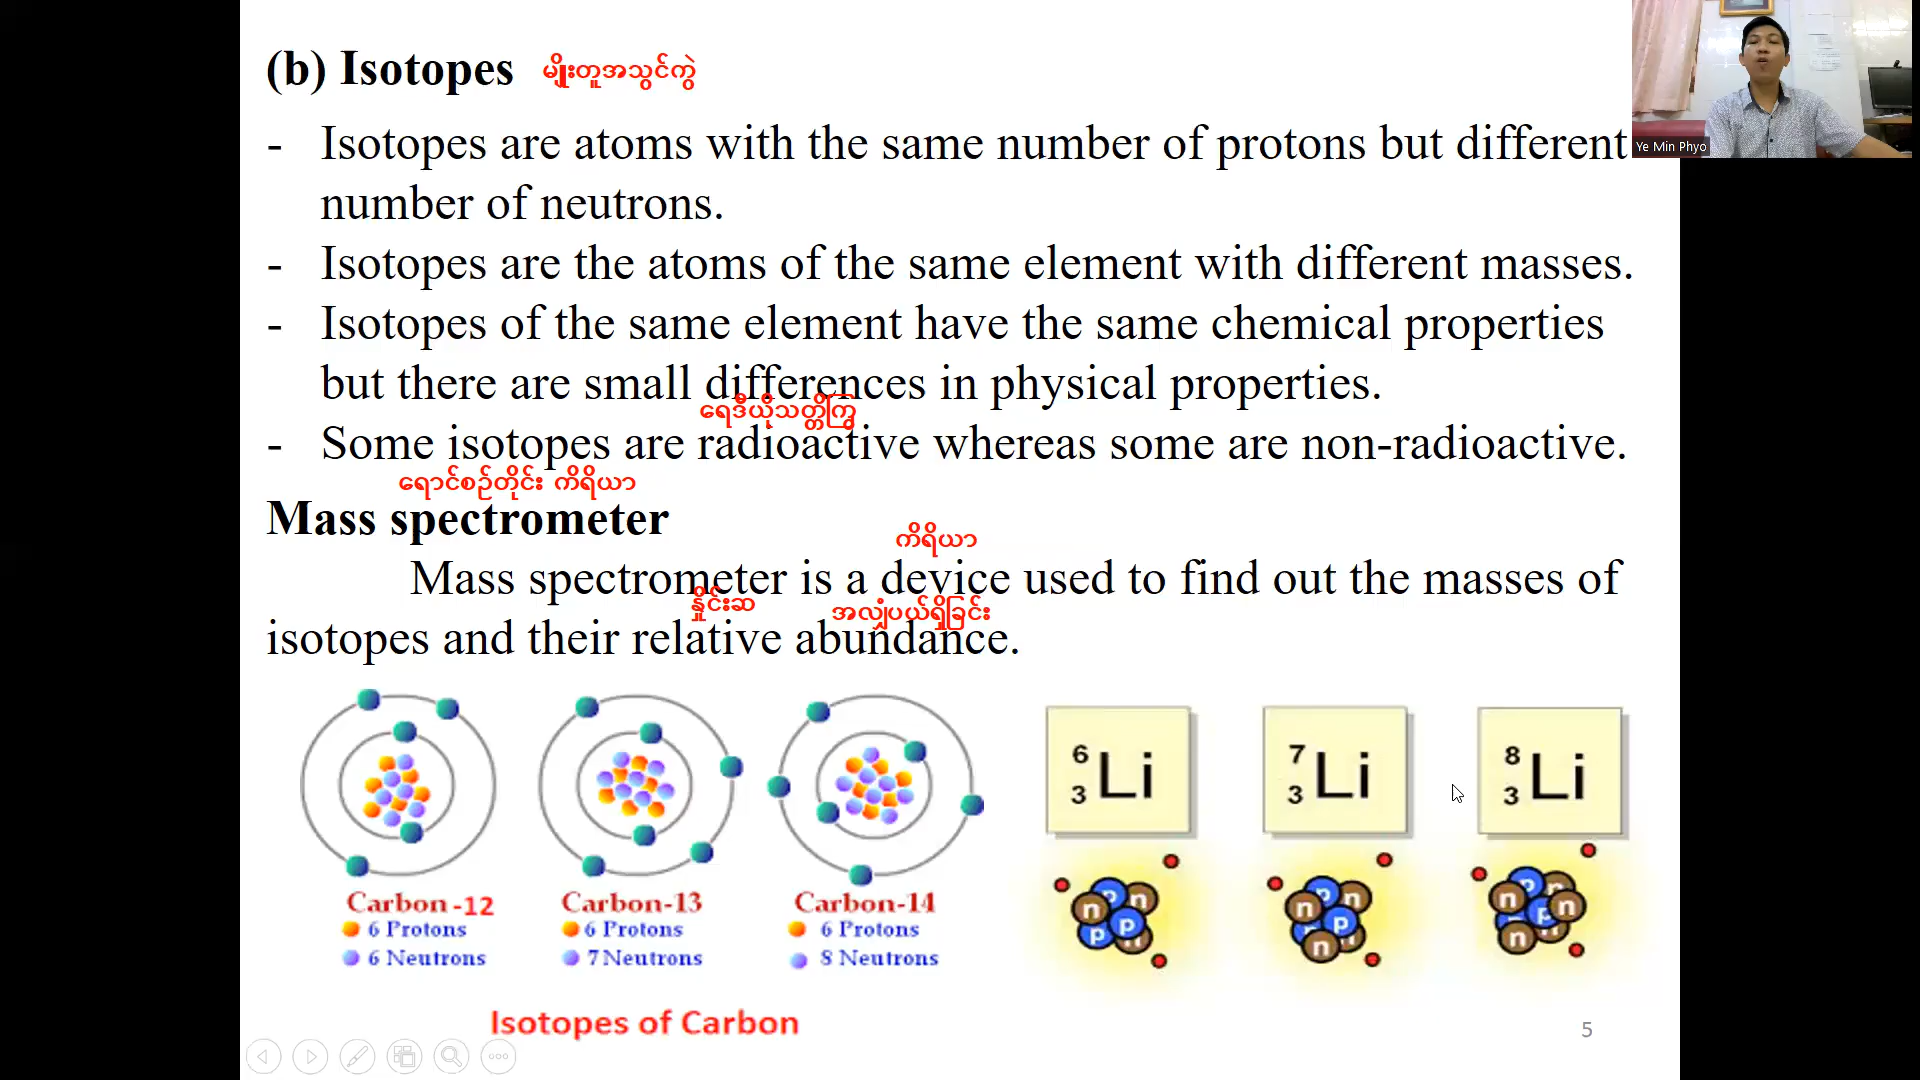 (b) Isotopes မျိုးတူအသွင်ကွဲ
Ye Min Phyo
- Isotopes are atoms with the same number of protons but different
number of neutrons.
- Isotopes are the atoms of the same element with different masses.
- Isotopes of the same element have the same chemical properties
but there are small differences in physical properties.
ရေဒီယိုသတ္တိကြွ
- Some isotopes are radioactive whereas some are non-radioactive.
ရောင်စဉ်တိုင်း ကိရိယာ
Mass spectrometer
ကိရိယာ
Mass spectrometer is a device used to find out the masses of
နှိုင်းဆ အလျှံပယ်ရှိခြင်း
isotopes and their relative abundance.
6 3 Li
7 3 Li
8 3 Li
Carbon-12
6 Protons
6 Neutrons
Carbon-13
6 Protons
7 Neutrons
Carbon-14
6 Protons
8 Neutrons
p n n p p n
p n n p n n
p n n p n n
Isotopes of Carbon
5